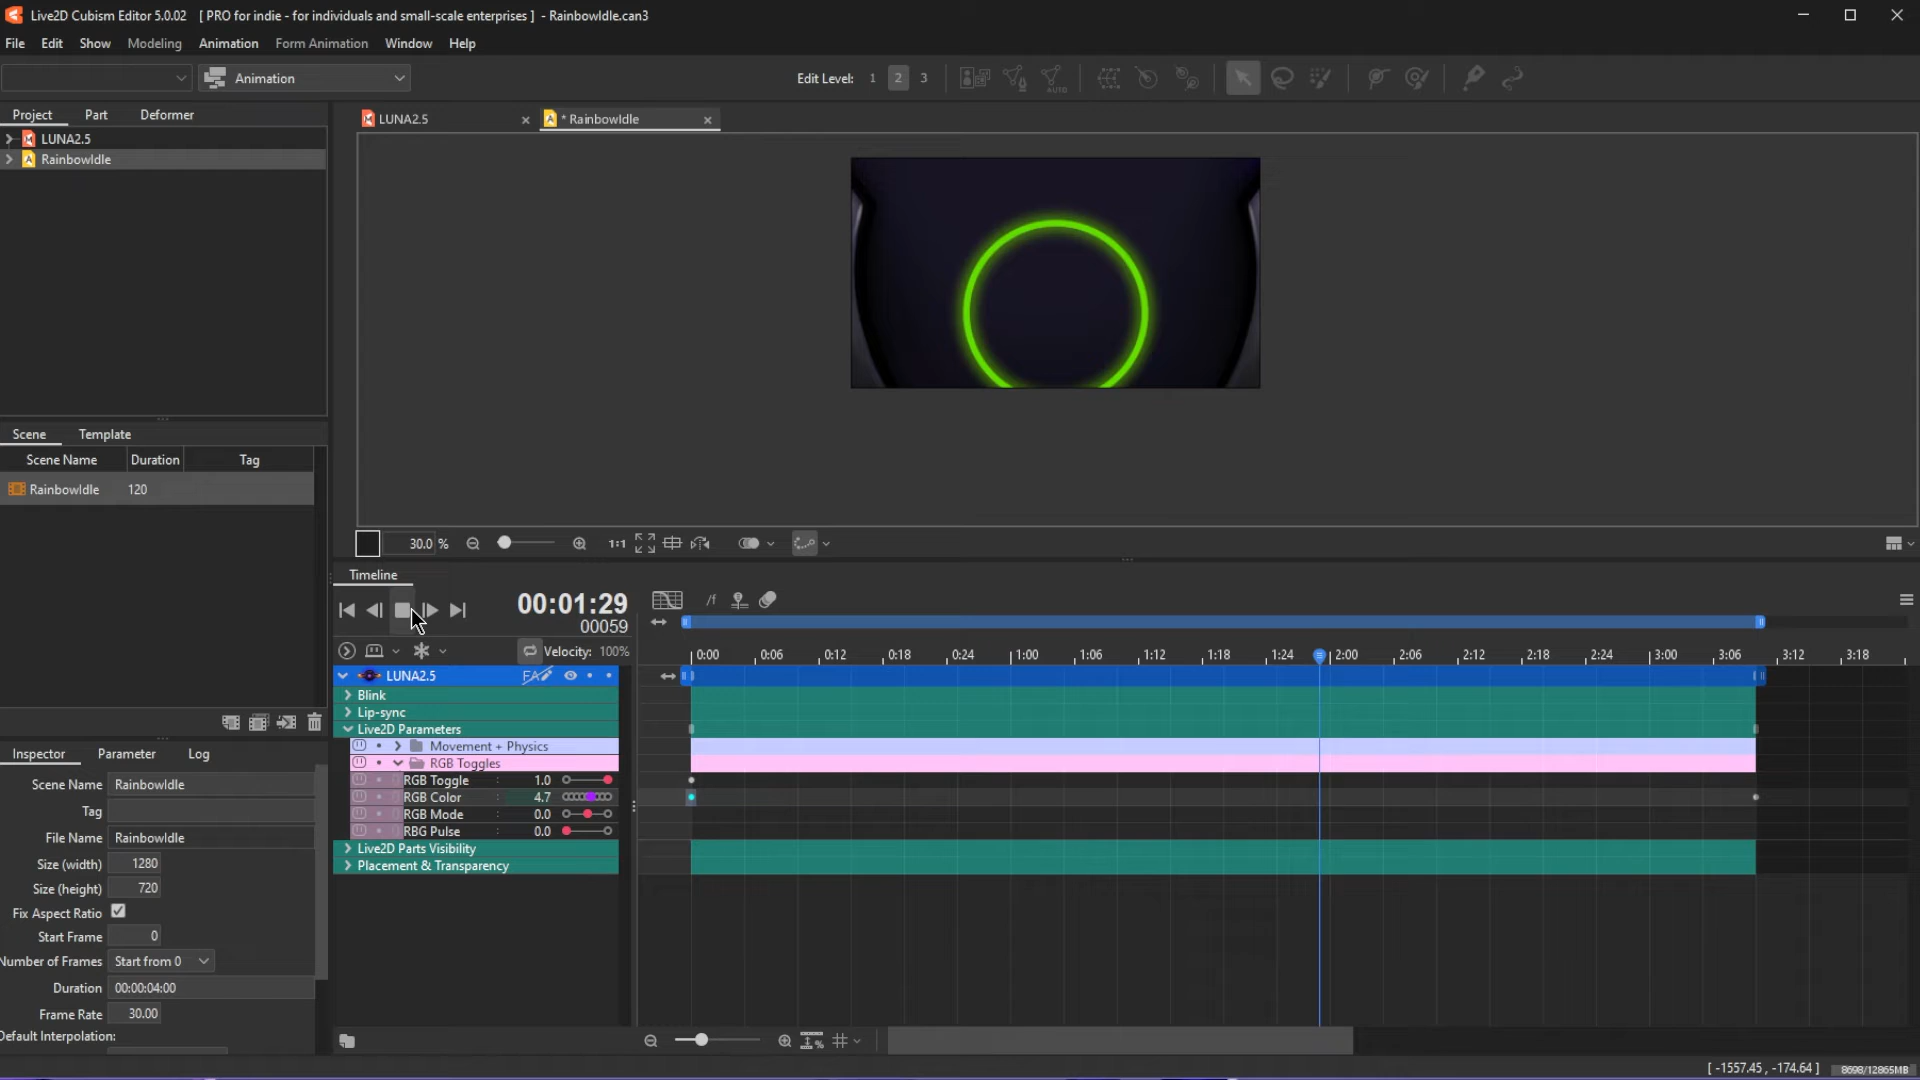 Live2D Cubism Editor 5.0.02 [ PRO for indie - for individuals and small-scale enterprises ] - RainbowIdle.can3
File Edit Show Modeling Animation Form Animation Window Help
Animation
Edit Level: 1 2 3
AUTO
Project Part Deformer
LUNA2.5
* RainbowIdle
LUNA2.5
RainbowIdle
Scene Template
Scene Name Duration Tag
RainbowIdle 120
30.0 %
1:1
Timeline
00:01:29
00059
/f
Velocity: 100%
0:00 0:06 0:12 0:18 0:24 1:00 1:06 1:12 1:18 1:24 2:00 2:06 2:12 2:18 2:24 3:00 3:06 3:12 3:18
LUNA2.5 FA
Blink
Lip-sync
Live2D Parameters
Movement + Physics
RGB Toggles
RGB Toggle : 1.0
RGB Color : 4.7
RGB Mode : 0.0
RBG Pulse : 0.0
Live2D Parts Visibility
Placement & Transparency
Inspector Parameter Log
Scene Name RainbowIdle
Tag
File Name RainbowIdle
Size (width) 1280
Size (height) 720
Fix Aspect Ratio
Start Frame 0
Number of Frames Start from 0
Duration 00:00:04:00
Frame Rate 30.00
Default Interpolation:
[ -1557.45 , -174.64 ] 8698/12865MB